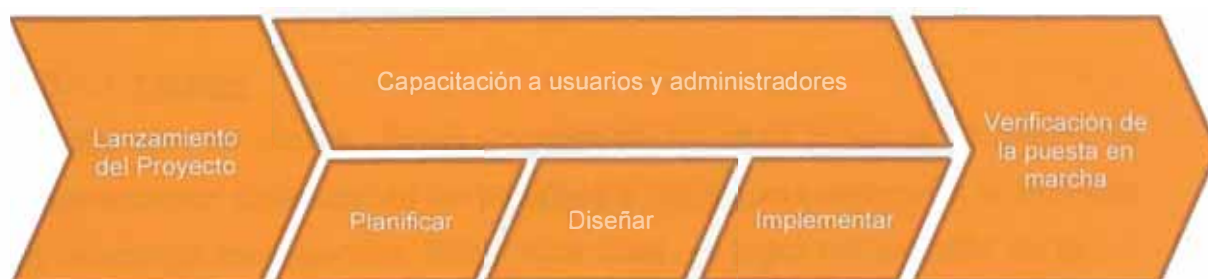 Lanzamiento
del Proyecto
Capacitación a usuarios y administradores
Planificar
Diseñar
Implementar
Verificación de
la puesta en
marcha